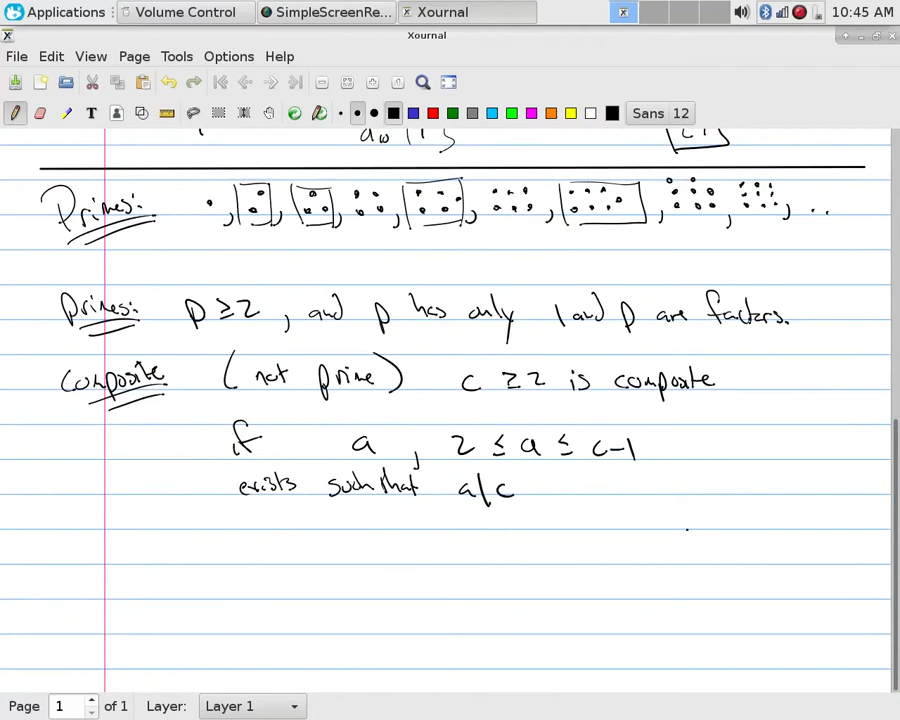 Applications
Volume Control
SimpleScreenRe...
Xournal
10:45 AM
Xournal
File Edit View Page Tools Options Help
Sans 12
Primes: . , , , , , , , , ...
Primes: p ≥ 2 , and p has only 1 and p are factors.
Composite (not prime) c ≥ 2 is composite
if a , 2 ≤ a ≤ c-1
exists such that a|c
Page 1 of 1 Layer: Layer 1